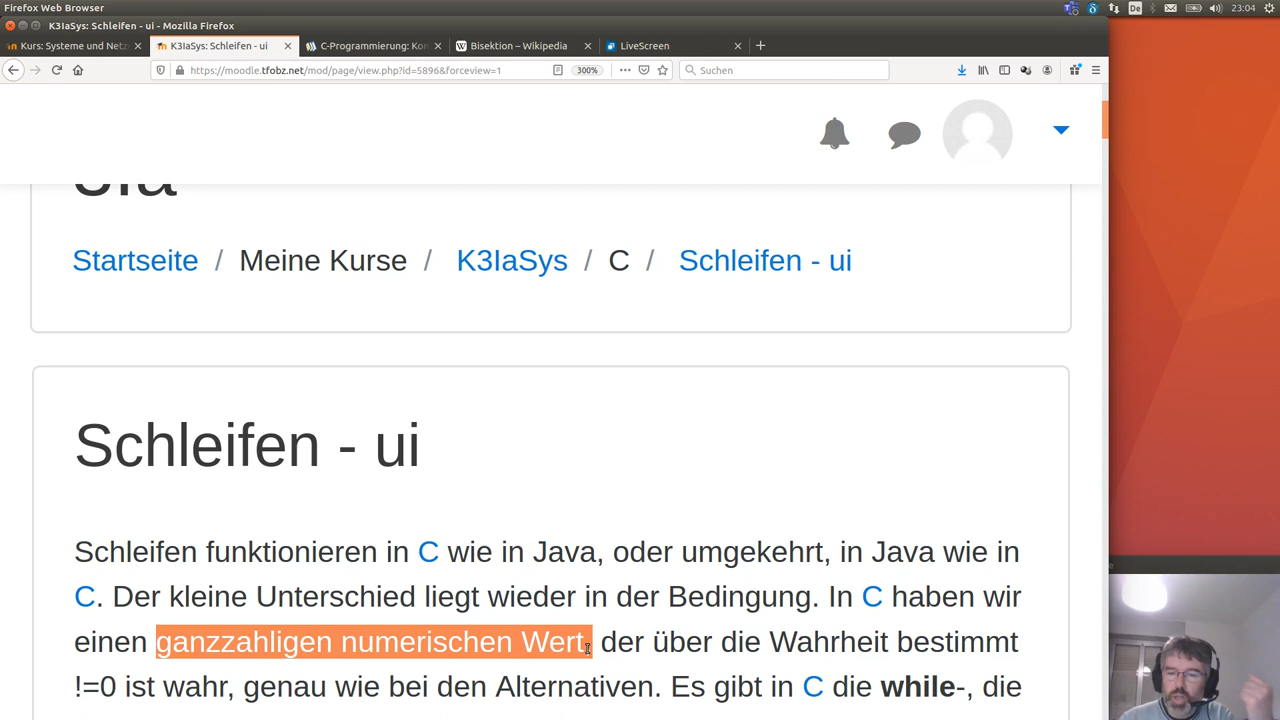 Firefox Web Browser
De
23:04
K3IaSys: Schleifen - ui - Mozilla Firefox
Kurs: Systeme und Netz
K3IaSys: Schleifen - ui
C-Programmierung: Kon
Bisektion – Wikipedia
LiveScreen
https://moodle.tfobz.net/mod/page/view.php?id=5896&forceview=1
300%
Suchen
Startseite / Meine Kurse / K3IaSys / C / Schleifen - ui
Schleifen - ui
Schleifen funktionieren in C wie in Java, oder umgekehrt, in Java wie in
C. Der kleine Unterschied liegt wieder in der Bedingung. In C haben wir
einen ganzzahligen numerischen Wert, der über die Wahrheit bestimmt
!=0 ist wahr, genau wie bei den Alternativen. Es gibt in C die while-, die